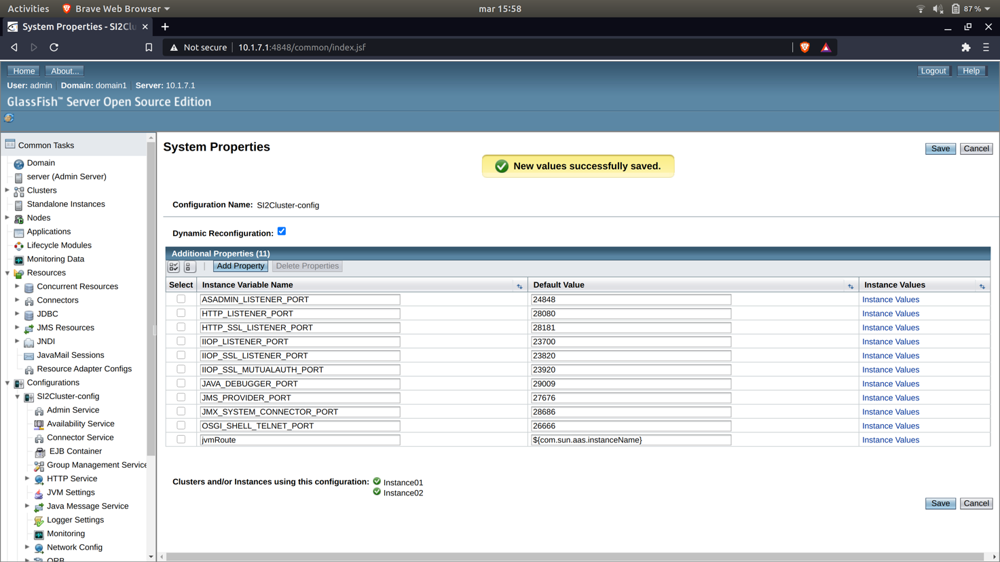 Activities
Brave Web Browser
mar 15:58
87 %
System Properties - SI2Clu
Not secure
10.1.7.1:4848/common/index.jsf
Home
About...
Logout
Help
User: admin
Domain: domain1
Server: 10.1.7.1
GlassFish™ Server Open Source Edition
Common Tasks
Domain
server (Admin Server)
Clusters
Standalone Instances
Nodes
Applications
Lifecycle Modules
Monitoring Data
Resources
Concurrent Resources
Connectors
JDBC
JMS Resources
JNDI
JavaMail Sessions
Resource Adapter Configs
Configurations
SI2Cluster-config
Admin Service
Availability Service
Connector Service
EJB Container
Group Management Service
HTTP Service
JVM Settings
Java Message Service
Logger Settings
Monitoring
Network Config
ORB
System Properties
Save
Cancel
New values successfully saved.
Configuration Name: SI2Cluster-config
Dynamic Reconfiguration:
Additional Properties (11)
Add Property
Delete Properties
Select
Instance Variable Name
Default Value
Instance Values
ASADMIN_LISTENER_PORT 24848 Instance Values
HTTP_LISTENER_PORT 28080 Instance Values
HTTP_SSL_LISTENER_PORT 28181 Instance Values
IIOP_LISTENER_PORT 23700 Instance Values
IIOP_SSL_LISTENER_PORT 23820 Instance Values
IIOP_SSL_MUTUALAUTH_PORT 23920 Instance Values
JAVA_DEBUGGER_PORT 29009 Instance Values
JMS_PROVIDER_PORT 27676 Instance Values
JMX_SYSTEM_CONNECTOR_PORT 28686 Instance Values
OSGI_SHELL_TELNET_PORT 26666 Instance Values
jvmRoute ${com.sun.aas.instanceName} Instance Values
Clusters and/or Instances using this configuration:
Instance01
Instance02
Save
Cancel